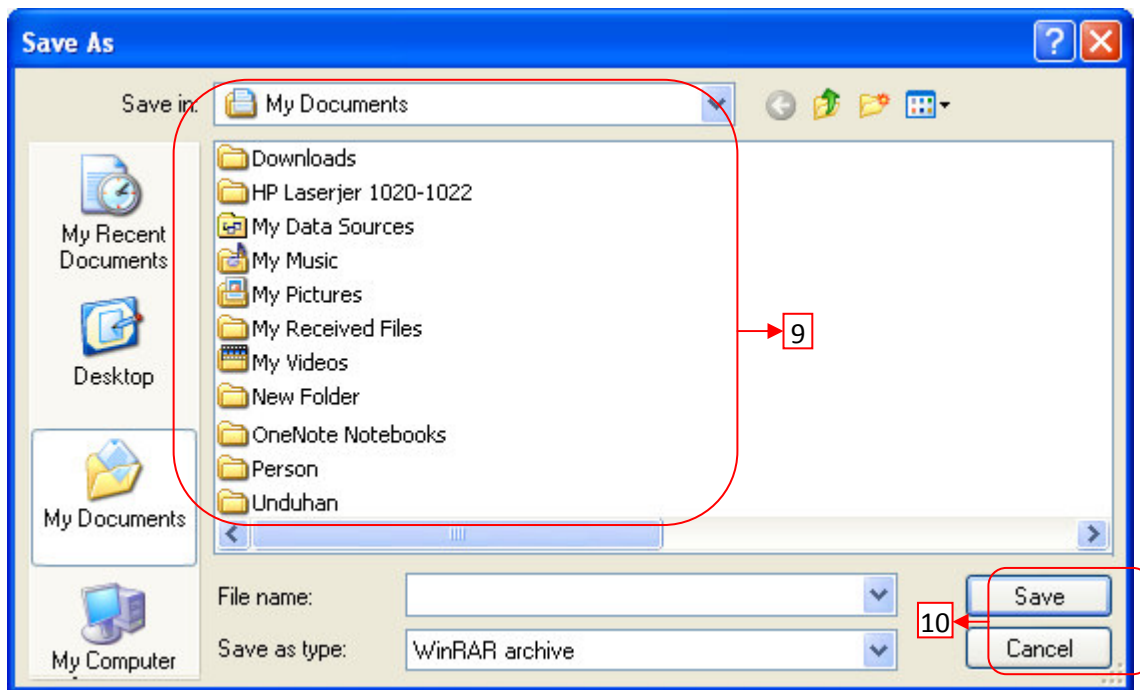 Save As
Save in:
My Documents
My Recent
Documents
Desktop
My Documents
My Computer
Downloads
HP Laserjer 1020-1022
My Data Sources
My Music
My Pictures
My Received Files
My Videos
New Folder
OneNote Notebooks
Person
Unduhan
9
File name:
Save
10
Save as type:
WinRAR archive
Cancel